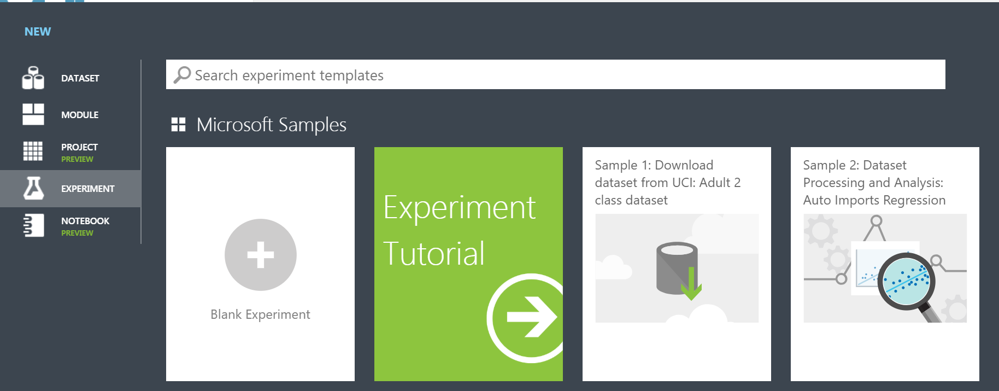 NEW
DATASET
MODULE
PROJECT
PREVIEW
EXPERIMENT
NOTEBOOK
PREVIEW
Search experiment templates
Microsoft Samples
Blank Experiment
Experiment
Tutorial
Sample 1: Download
dataset from UCI: Adult 2
class dataset
Sample 2: Dataset
Processing and Analysis:
Auto Imports Regression